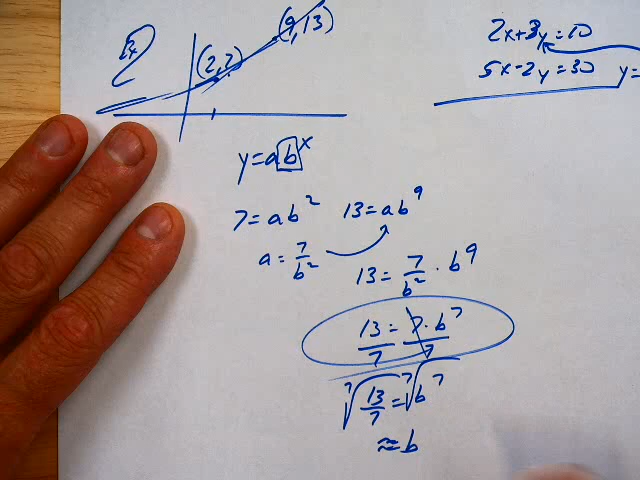 Ex
(9, 13)
(2, 7)
2x+3y=10
5x-2y=30
y=
y=ab^x
7=ab^2
13=ab^9
a=7/b^2
13=7/b^2·b^9
13/7=7·b^7/7
⁷√(13/7)=⁷√(b^7)
≈b